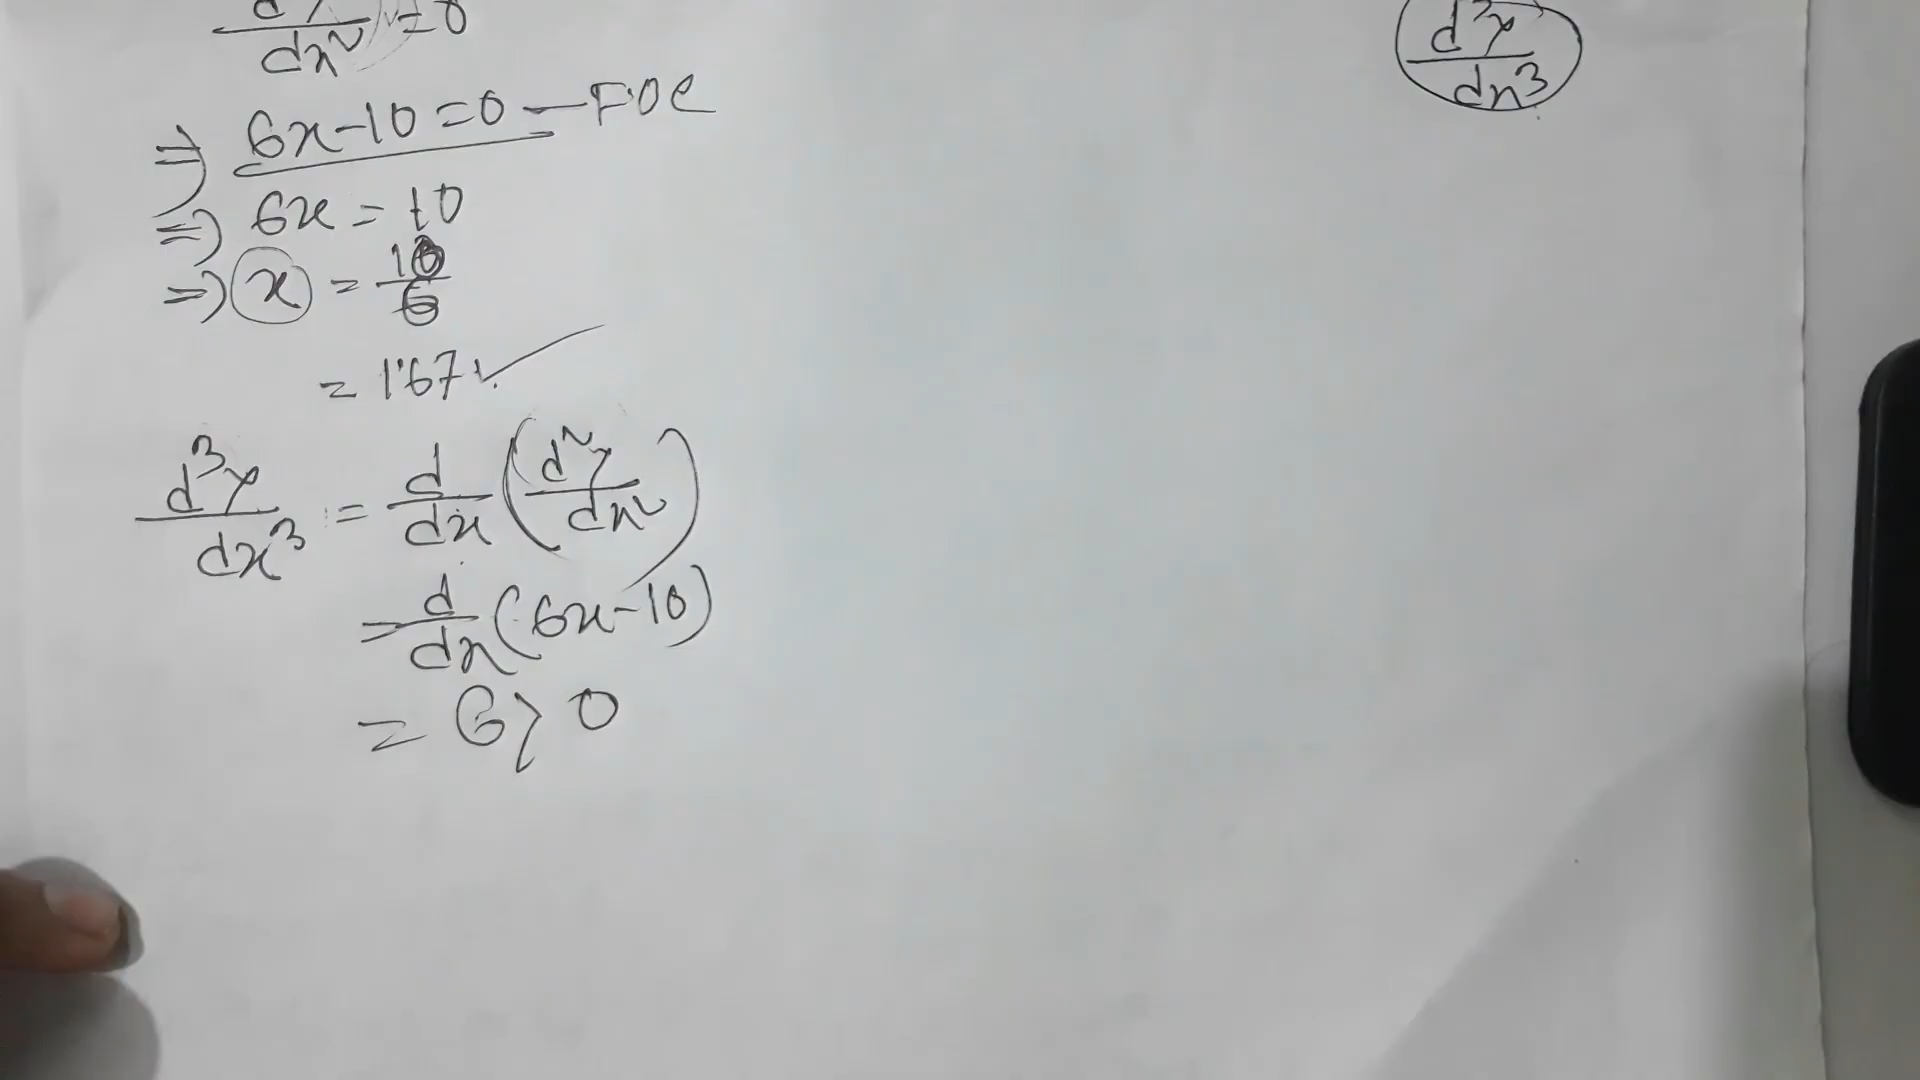 d²y/dx² = 0
⇒ 6x-10 = 0 — FOC
⇒ 6x = 10
⇒ x = 10/6
= 1.67 ✓
d³y/dx³ = d/dx (d²y/dx²)
= d/dx (6x-10)
= 6 > 0
d³y/dx³